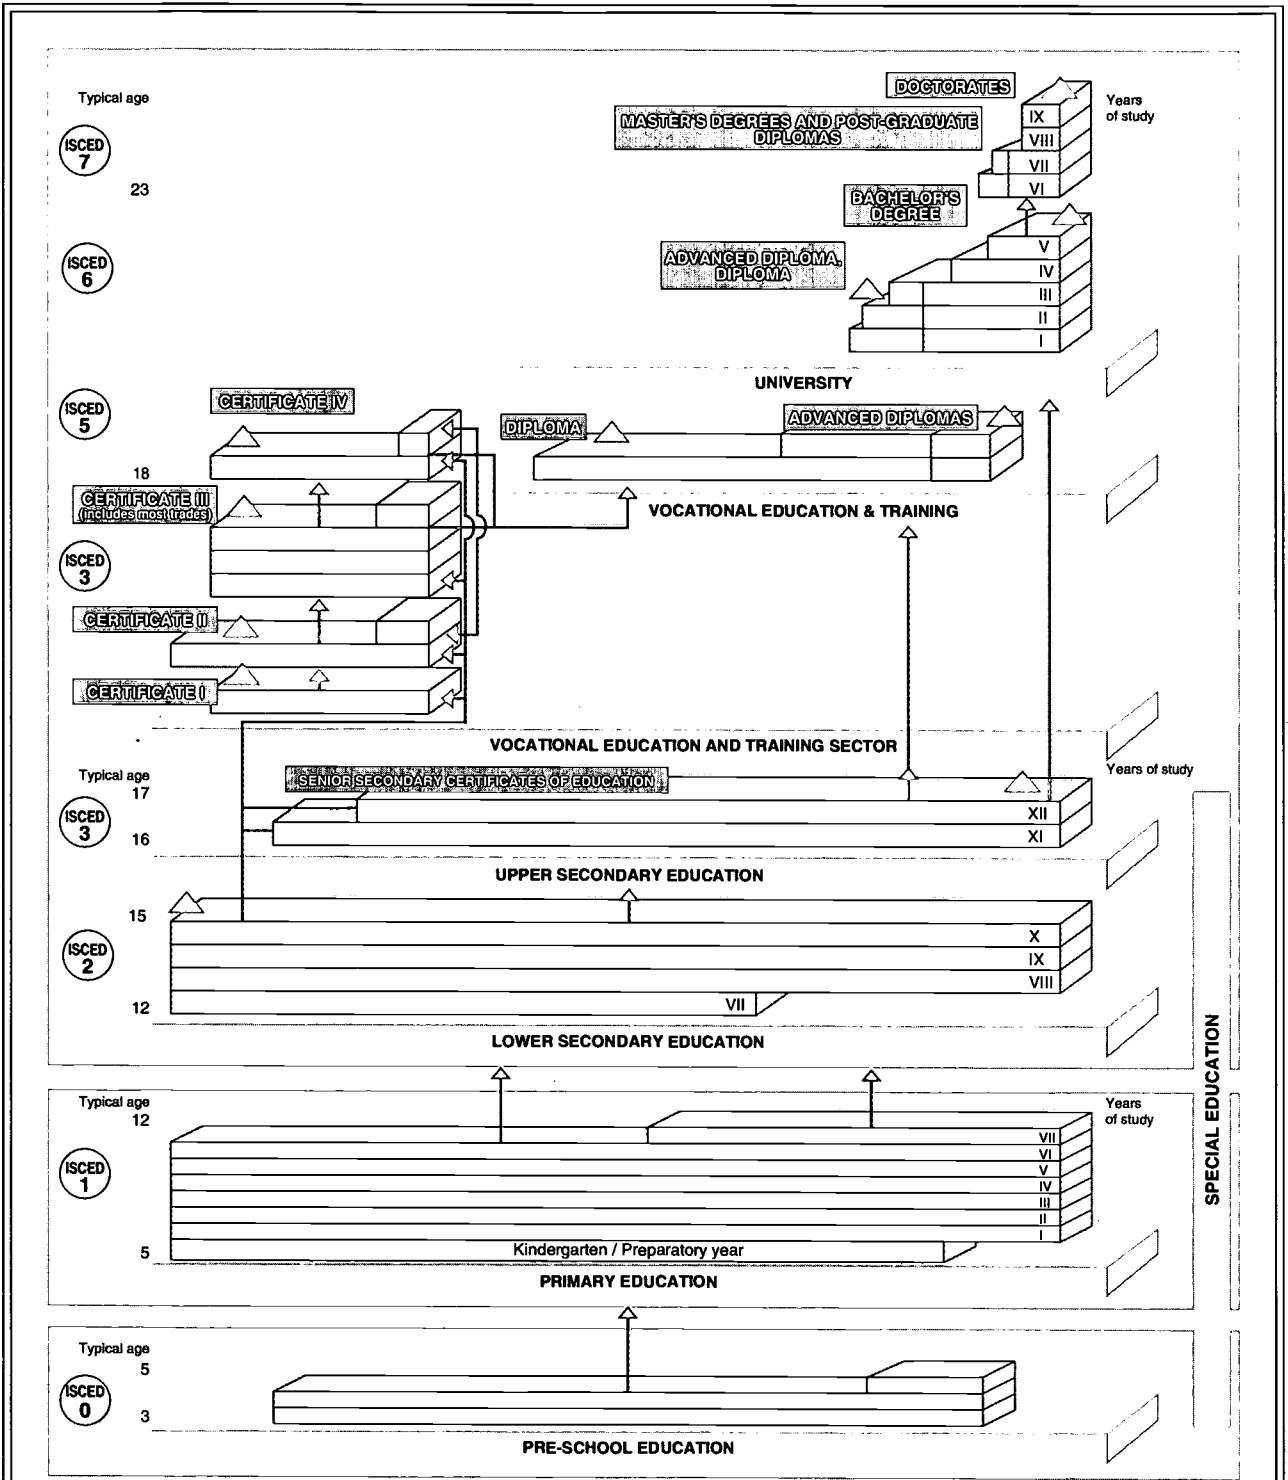 Typical age
DOCTORATES
Years
of study
ISCED
7
MASTER'S DEGREES AND POST-GRADUATE
DIPLOMAS
IX
VIII
VII
VI
23
BACHELOR'S
DEGREE
ISCED
6
ADVANCED DIPLOMA,
DIPLOMA
V
IV
III
II
I
UNIVERSITY
ISCED
5
CERTIFICATE IV
DIPLOMA
ADVANCED DIPLOMAS
18
CERTIFICATE III
(includes most trades)
VOCATIONAL EDUCATION & TRAINING
ISCED
3
CERTIFICATE II
CERTIFICATE I
VOCATIONAL EDUCATION AND TRAINING SECTOR
Typical age
17
Years of study
SENIOR SECONDARY CERTIFICATES OF EDUCATION
ISCED
3
XII
16
XI
UPPER SECONDARY EDUCATION
15
X
ISCED
2
IX
VIII
12
VII
LOWER SECONDARY EDUCATION
SPECIAL EDUCATION
Typical age
12
Years
of study
ISCED
1
VII
VI
V
IV
III
II
I
5
Kindergarten / Preparatory year
PRIMARY EDUCATION
Typical age
5
ISCED
0
3
PRE-SCHOOL EDUCATION